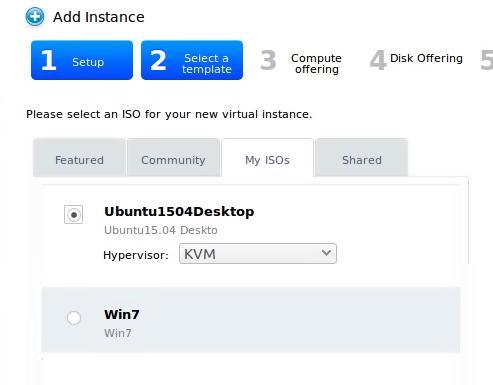 Add Instance
1 Setup 2 Select a template 3 Compute offering 4 Disk Offering 5
Please select an ISO for your new virtual instance.
Featured Community My ISOs Shared
Ubuntu1504Desktop
Ubuntu15.04 Deskto
Hypervisor: KVM
Win7
Win7